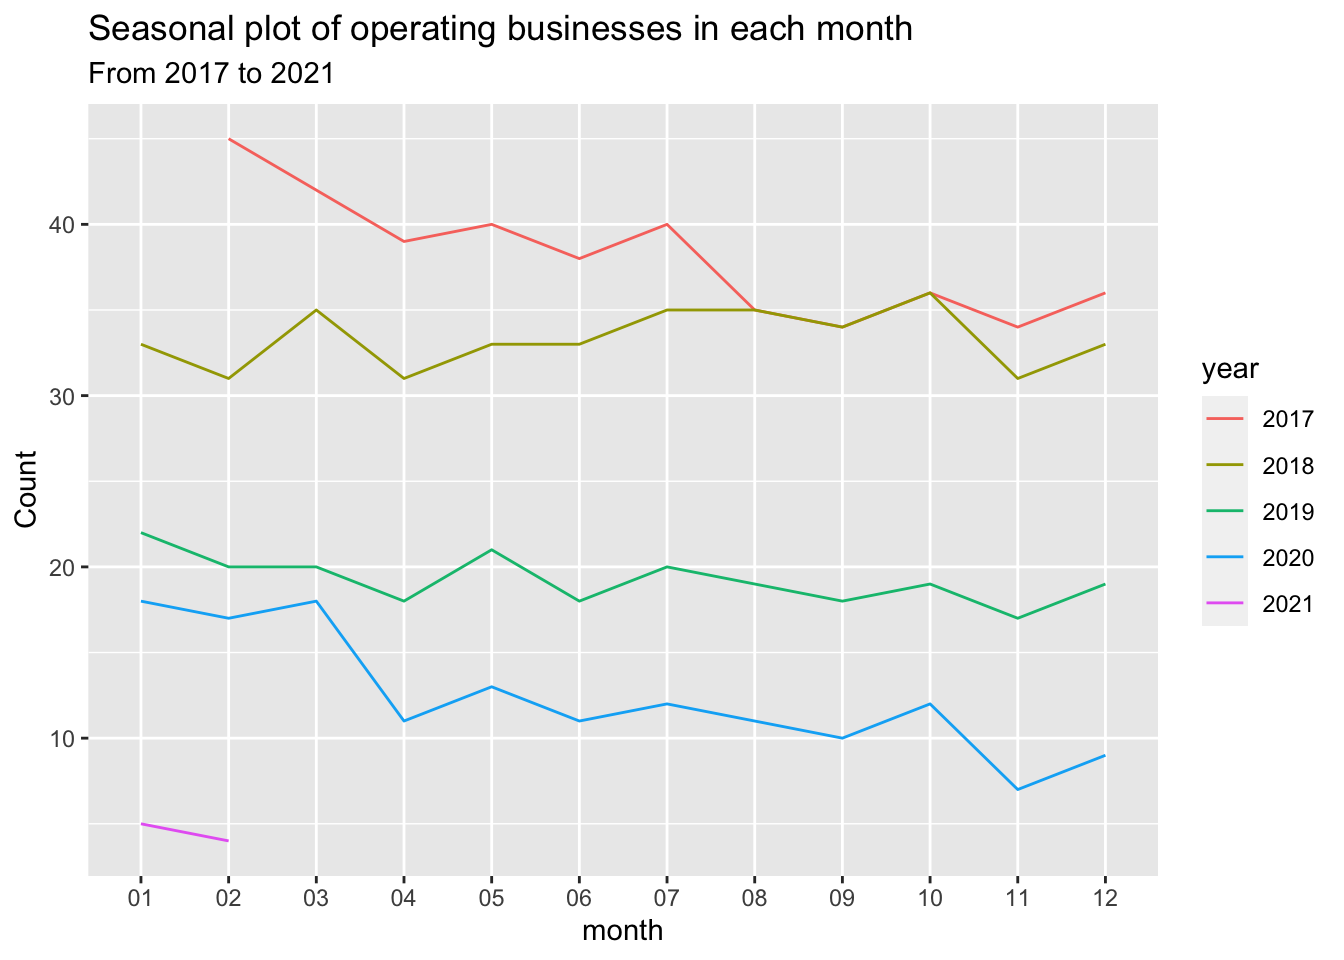 Seasonal plot of operating businesses in each month
From 2017 to 2021
Count
40
30
20
10
01 02 03 04 05 06 07 08 09 10 11 12
month
year
2017
2018
2019
2020
2021